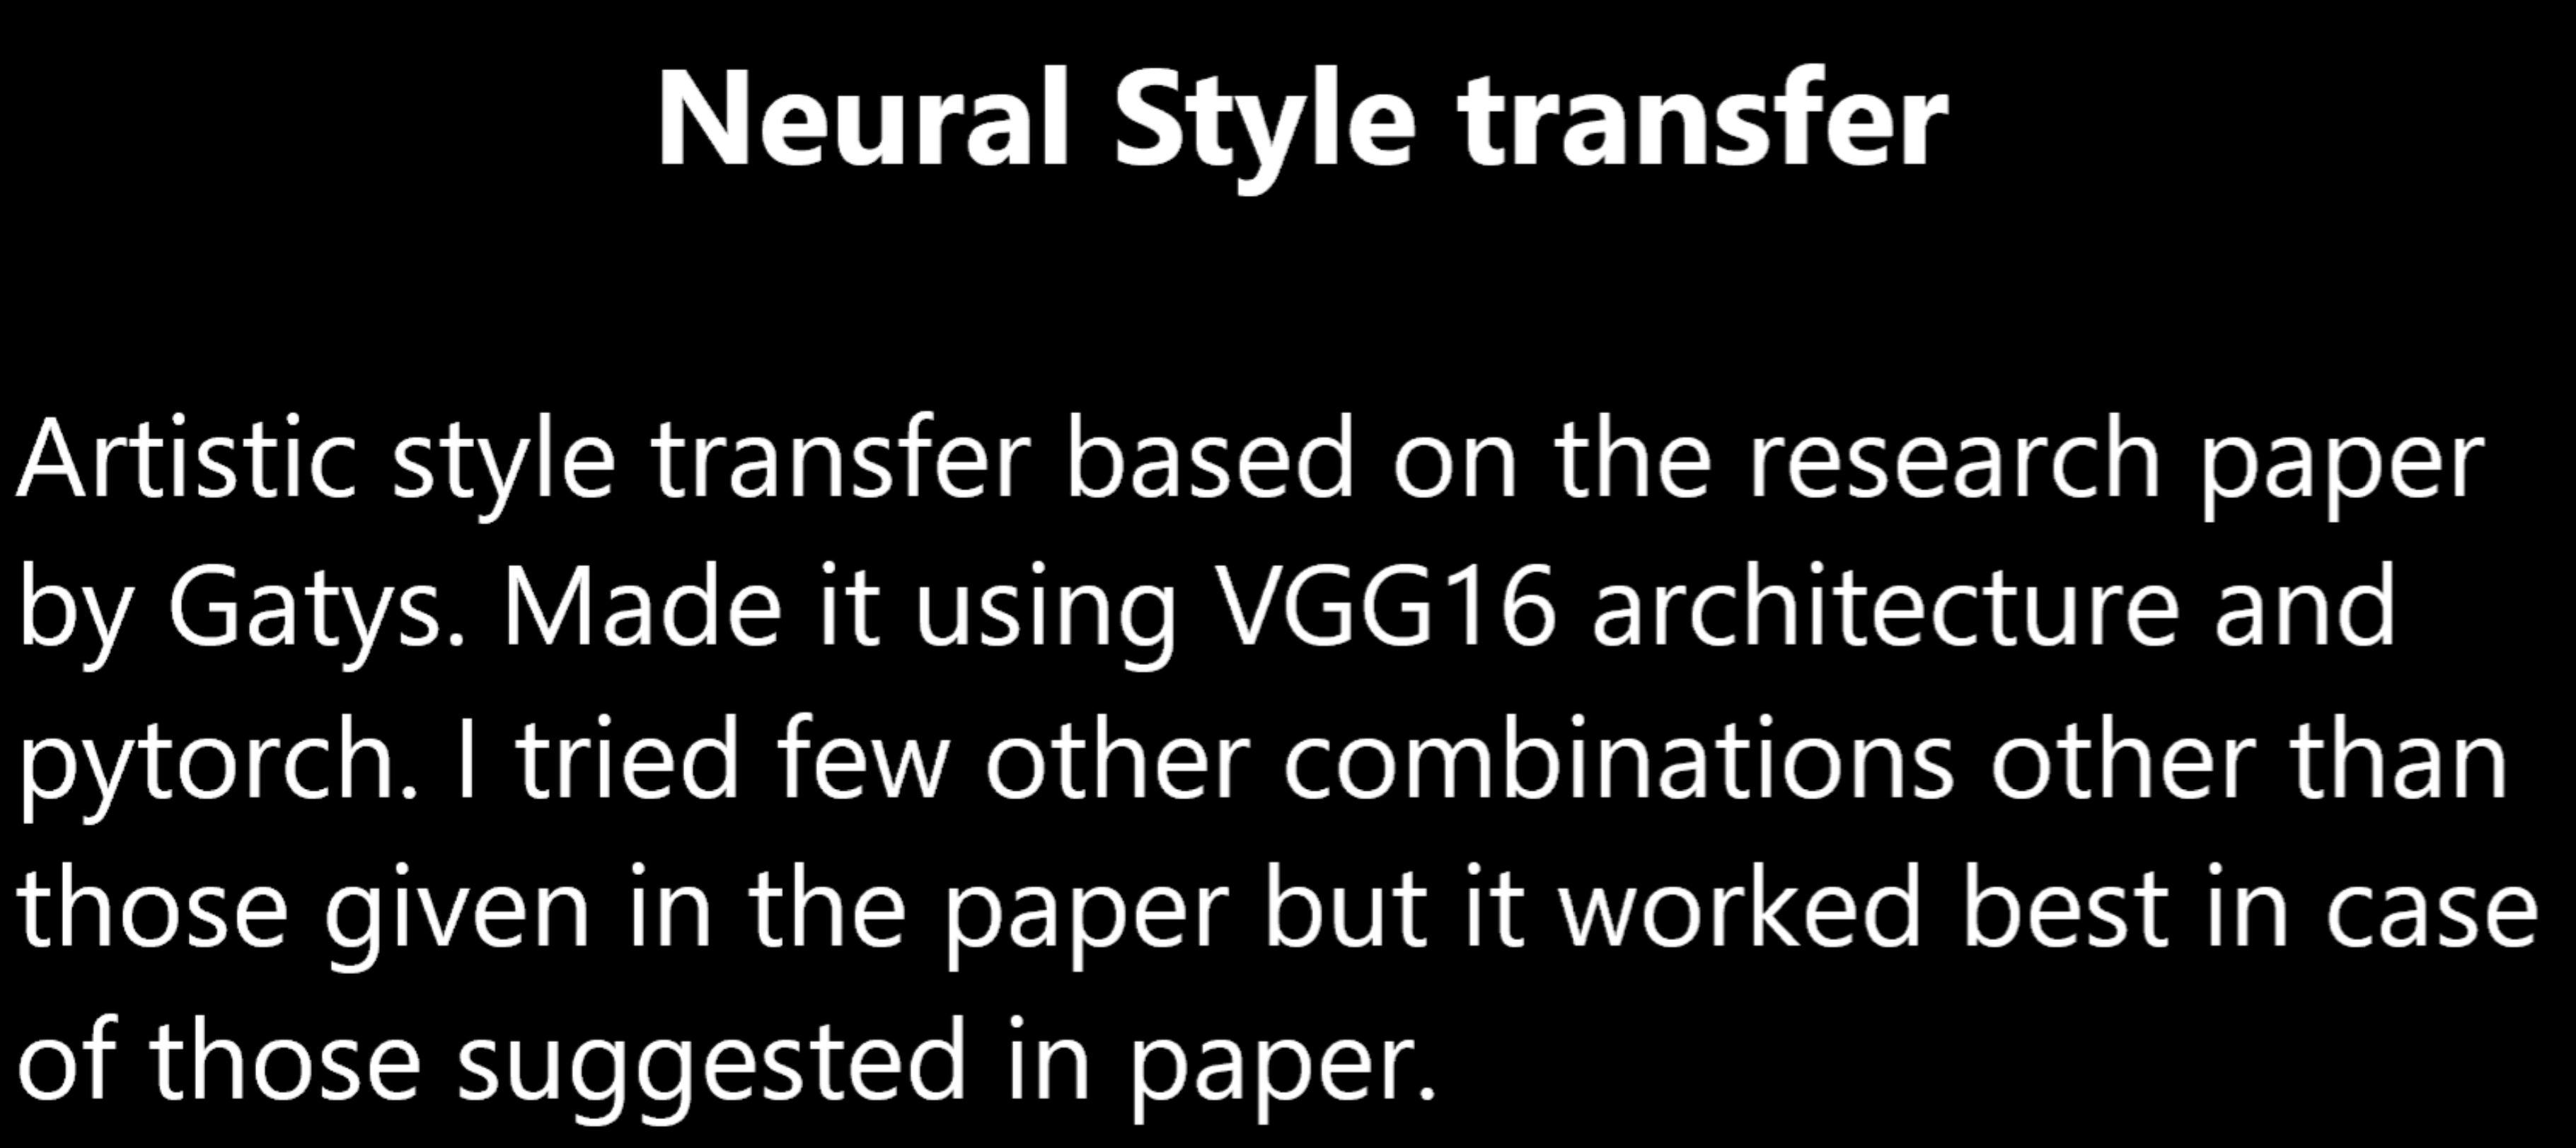 Neural Style transfer
Artistic style transfer based on the research paper
by Gatys. Made it using VGG16 architecture and
pytorch. I tried few other combinations other than
those given in the paper but it worked best in case
of those suggested in paper.